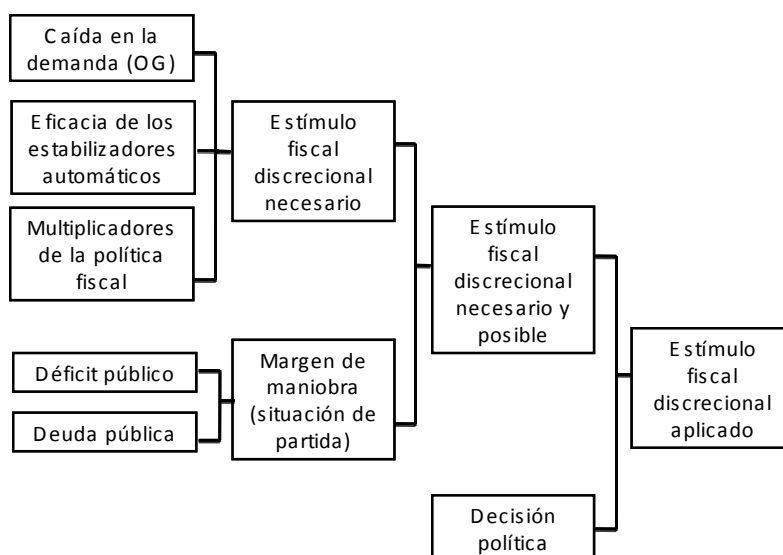 Caída en la
demanda (OG)
Eficacia de los
estabilizadores
automáticos
Multiplicadores
de la política
fiscal
Estímulo
fiscal
discrecional
necesario
Déficit público
Deuda pública
Margen de
maniobra
(situación de
partida)
Estímulo
fiscal
discrecional
necesario y
posible
Decisión
política
Estímulo
fiscal
discrecional
aplicado